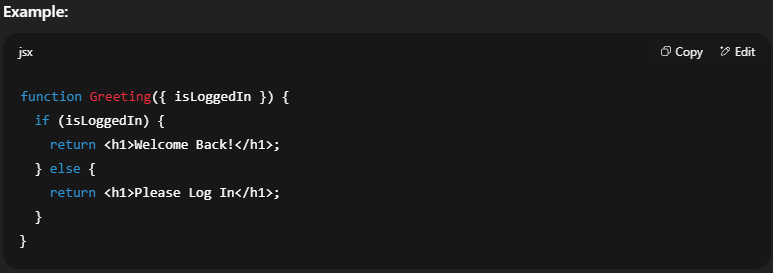 Example:
jsx
Copy Edit
function Greeting({ isLoggedIn }) {
  if (isLoggedIn) {
    return <h1>Welcome Back!</h1>;
  } else {
    return <h1>Please Log In</h1>;
  }
}